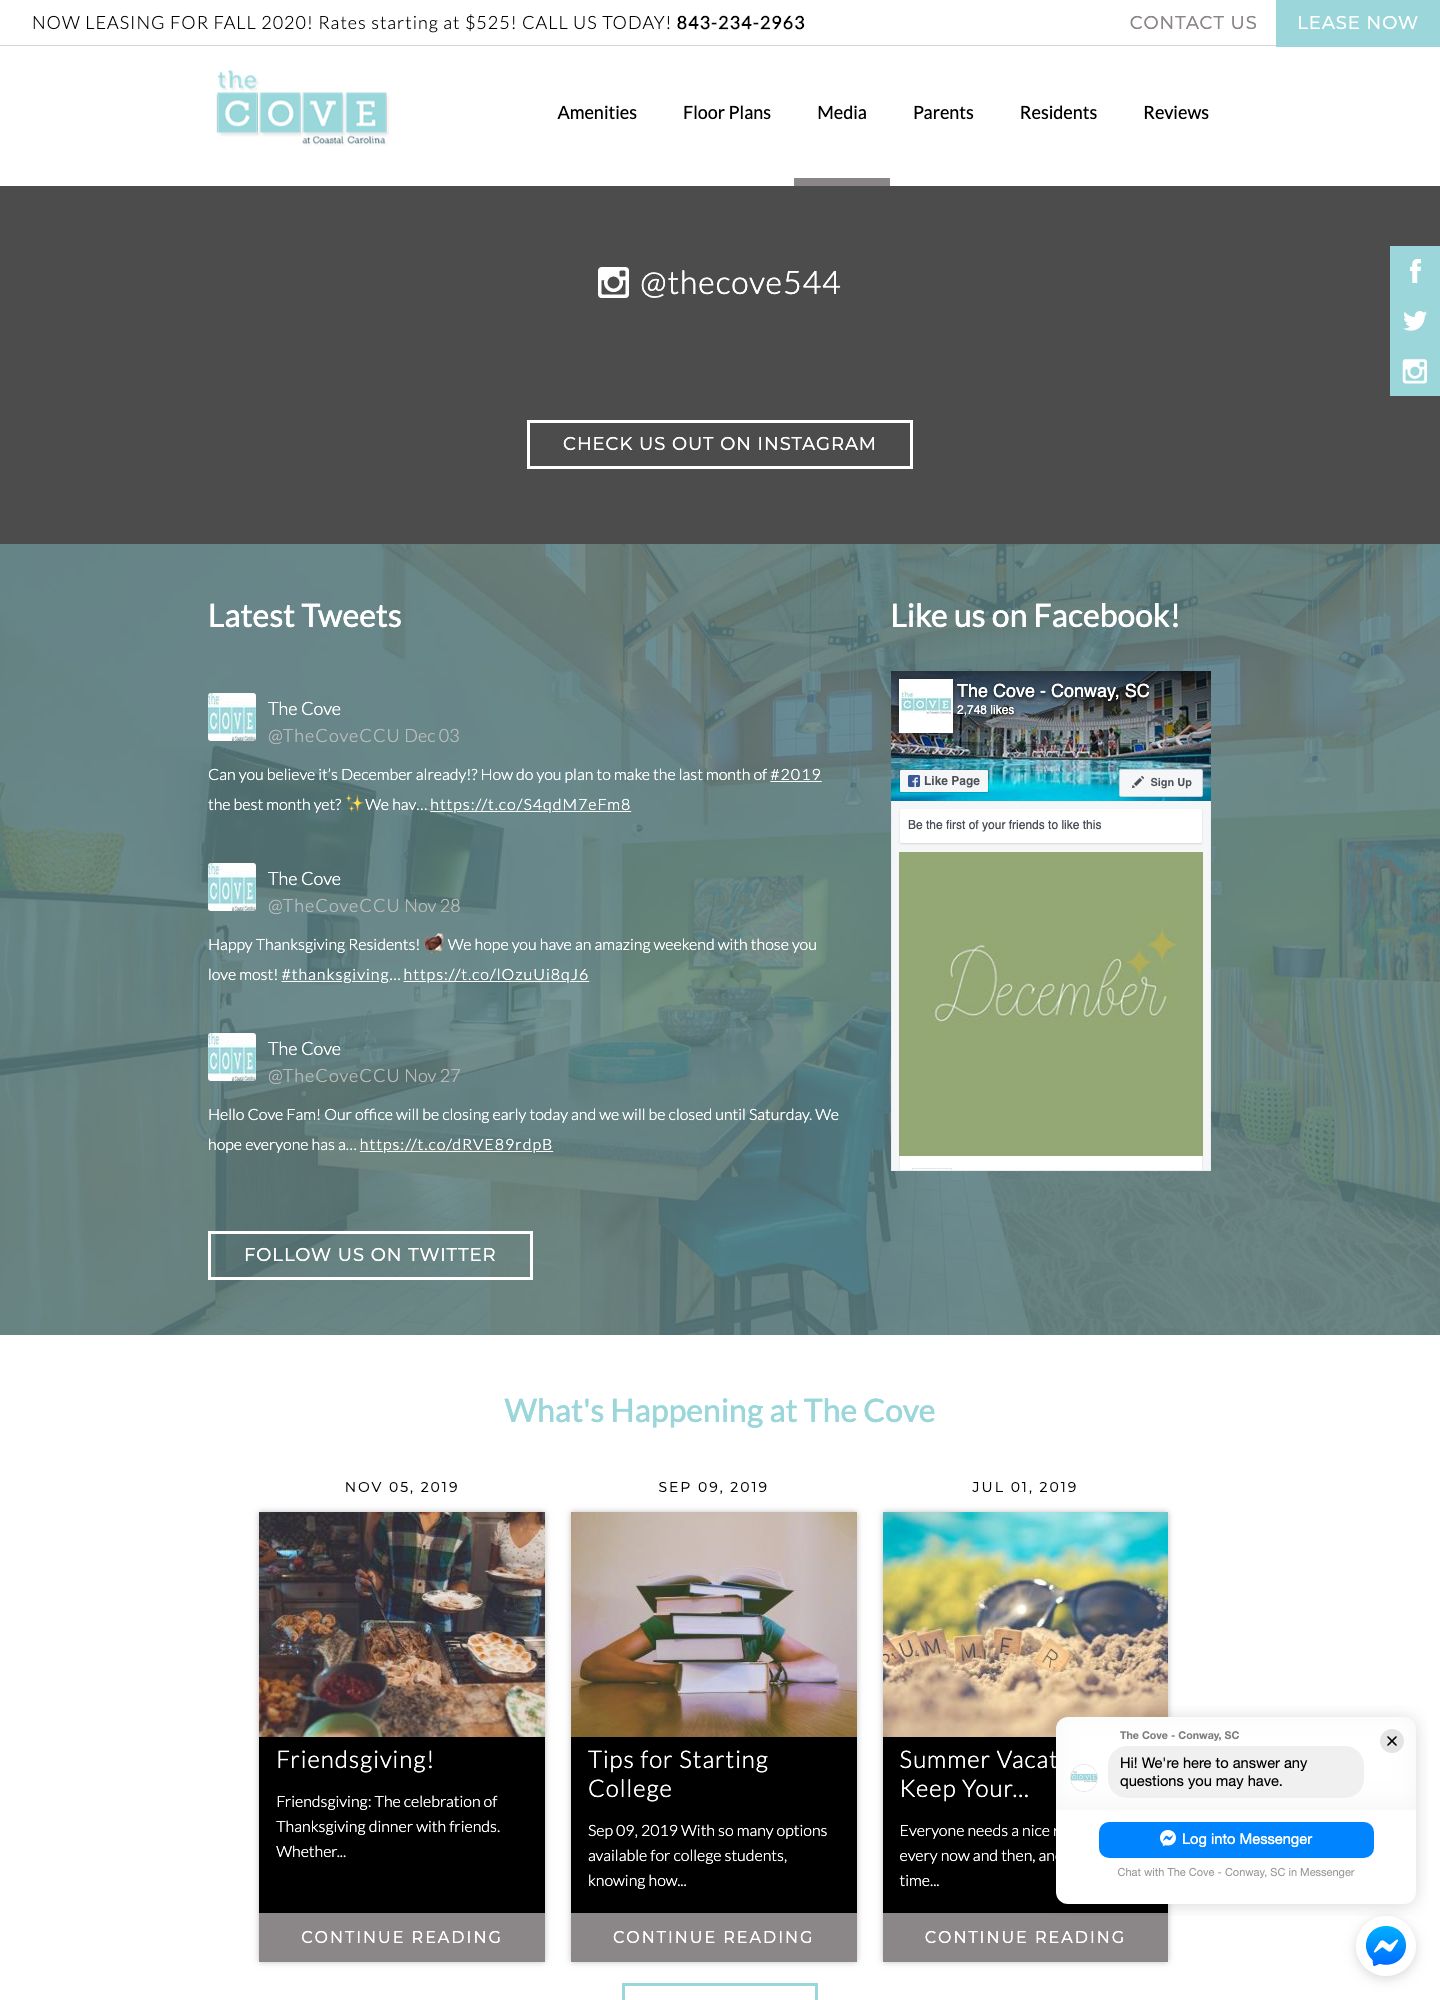 NOW LEASING FOR FALL 2020! Rates starting at $525! CALL US TODAY! 843-234-2963
CONTACT US
LEASE NOW
the
COVE
at Coastal Carolina
Amenities
Floor Plans
Media
Parents
Residents
Reviews
@thecove544
CHECK US OUT ON INSTAGRAM
Latest Tweets
The Cove
@TheCoveCCU Dec 03
Can you believe it's December already!? How do you plan to make the last month of #2019
the best month yet? ✨We hav… https://t.co/S4qdM7eFm8
The Cove
@TheCoveCCU Nov 28
Happy Thanksgiving Residents! 🍗 We hope you have an amazing weekend with those you
love most! #thanksgiving… https://t.co/lOzuUi8qJ6
The Cove
@TheCoveCCU Nov 27
Hello Cove Fam! Our office will be closing early today and we will be closed until Saturday. We
hope everyone has a… https://t.co/dRVE89rdpB
FOLLOW US ON TWITTER
Like us on Facebook!
The Cove - Conway, SC
2,748 likes
Like Page
Sign Up
Be the first of your friends to like this
December
What's Happening at The Cove
NOV 05, 2019
Friendsgiving!
Friendsgiving: The celebration of
Thanksgiving dinner with friends.
Whether...
CONTINUE READING
SEP 09, 2019
Tips for Starting
College
Sep 09, 2019 With so many options
available for college students,
knowing how...
CONTINUE READING
JUL 01, 2019
UMMER
Summer Vacat
Keep Your...
Everyone needs a nice
every now and then,
time...
CONTINUE READING
The Cove - Conway, SC
Hi! We're here to answer any
questions you may have.
Log into Messenger
Chat with The Cove - Conway, SC in Messenger